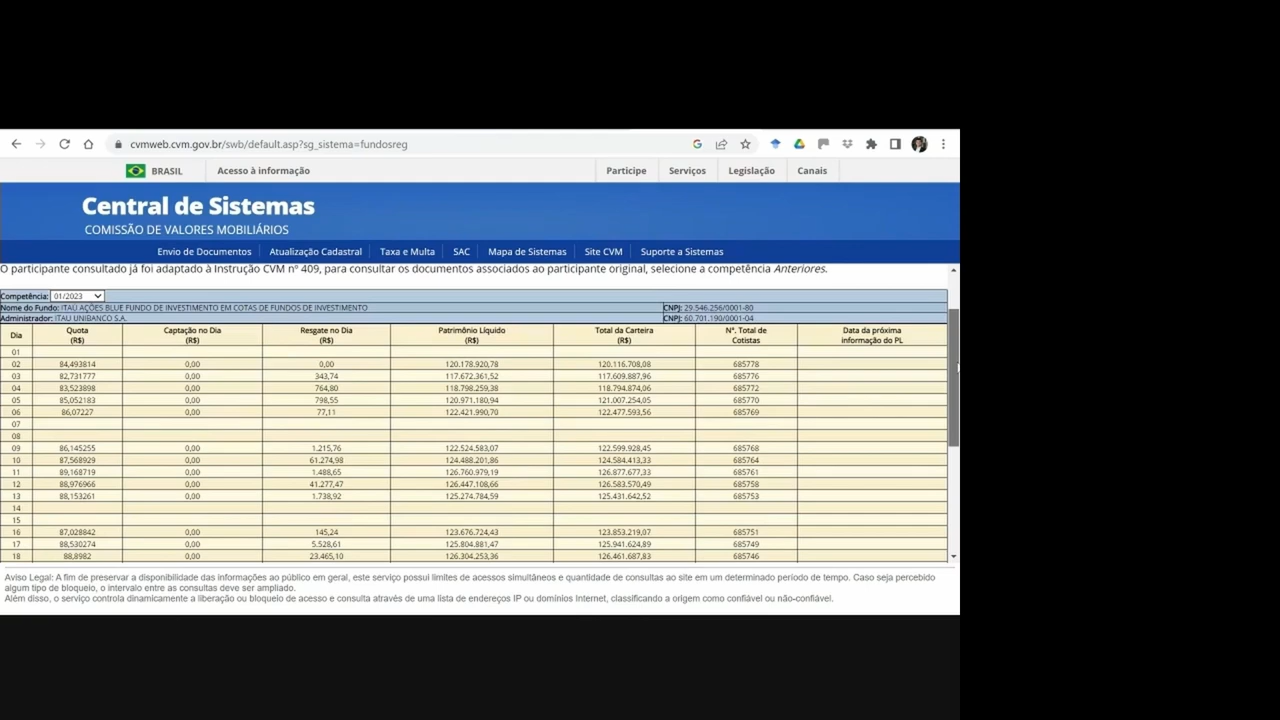 cvmweb.cvm.gov.br/swb/default.asp?sg_sistema=fundosreg
BRASIL Acesso à informação Participe Serviços Legislação Canais
Central de Sistemas
COMISSÃO DE VALORES MOBILIÁRIOS
Envio de Documentos Atualização Cadastral Taxa e Multa SAC Mapa de Sistemas Site CVM Suporte a Sistemas
O participante consultado já foi adaptado à Instrução CVM nº 409, para consultar os documentos associados ao participante original, selecione a competência Anteriores.
Competência: 01/2023
Nome do Fundo: ITAÚ AÇÕES BLUE FUNDO DE INVESTIMENTO EM COTAS DE FUNDOS DE INVESTIMENTO CNPJ: 29.546.256/0001-80
Administrador: ITAU UNIBANCO S.A. CNPJ: 60.701.190/0001-04
Dia Quota (R$) Captação no Dia (R$) Resgate no Dia (R$) Patrimônio Líquido (R$) Total da Carteira (R$) Nº. Total de Cotistas Data da próxima informação do PL
01
02 84,493814 0,00 0,00 120.178.920,78 120.116.708,08 685778
03 82,731777 0,00 343,74 117.672.361,52 117.609.887,96 685776
04 83,523898 0,00 764,80 118.798.259,38 118.794.874,06 685772
05 85,052183 0,00 798,55 120.971.180,94 121.007.254,05 685770
06 86,07227 0,00 77,11 122.421.990,70 122.477.593,56 685769
07
08
09 86,145255 0,00 1.215,76 122.524.583,07 122.599.928,45 685768
10 87,568929 0,00 61.274,98 124.488.201,86 124.584.413,33 685764
11 89,168719 0,00 1.488,65 126.760.979,19 126.877.677,33 685761
12 88,976966 0,00 41.277,47 126.447.108,66 126.583.570,49 685758
13 88,153261 0,00 1.738,92 125.274.784,59 125.431.642,52 685753
14
15
16 87,028842 0,00 145,24 123.676.724,43 123.853.219,07 685751
17 88,530274 0,00 5.528,61 125.804.881,47 125.941.624,89 685749
18 88,8982 0,00 23.465,10 126.304.253,36 126.461.687,83 685746
Aviso Legal: A fim de preservar a disponibilidade das informações ao público em geral, este serviço possui limites de acessos simultâneos e quantidade de consultas ao site em um determinado período de tempo. Caso seja percebido
algum tipo de bloqueio, o intervalo entre as consultas deve ser ampliado.
Além disso, o serviço controla dinamicamente a liberação ou bloqueio de acesso e consulta através de uma lista de endereços IP ou domínios Internet, classificando a origem como confiável ou não-confiável.